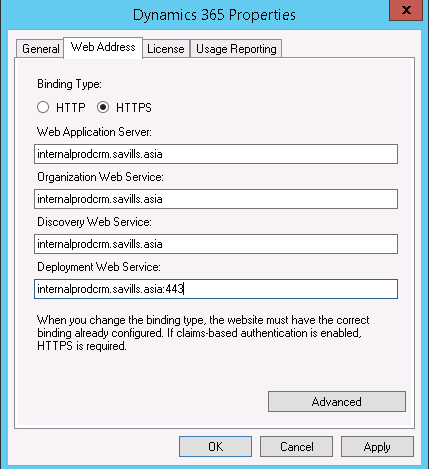 Dynamics 365 Properties
x
General Web Address License Usage Reporting
Binding Type:
HTTP HTTPS
Web Application Server:
internalprodcrm.savills.asia
Organization Web Service:
internalprodcrm.savills.asia
Discovery Web Service:
internalprodcrm.savills.asia
Deployment Web Service:
internalprodcrm.savills.asia:443
When you change the binding type, the website must have the correct
binding already configured. If claims-based authentication is enabled,
HTTPS is required.
Advanced
OK Cancel Apply